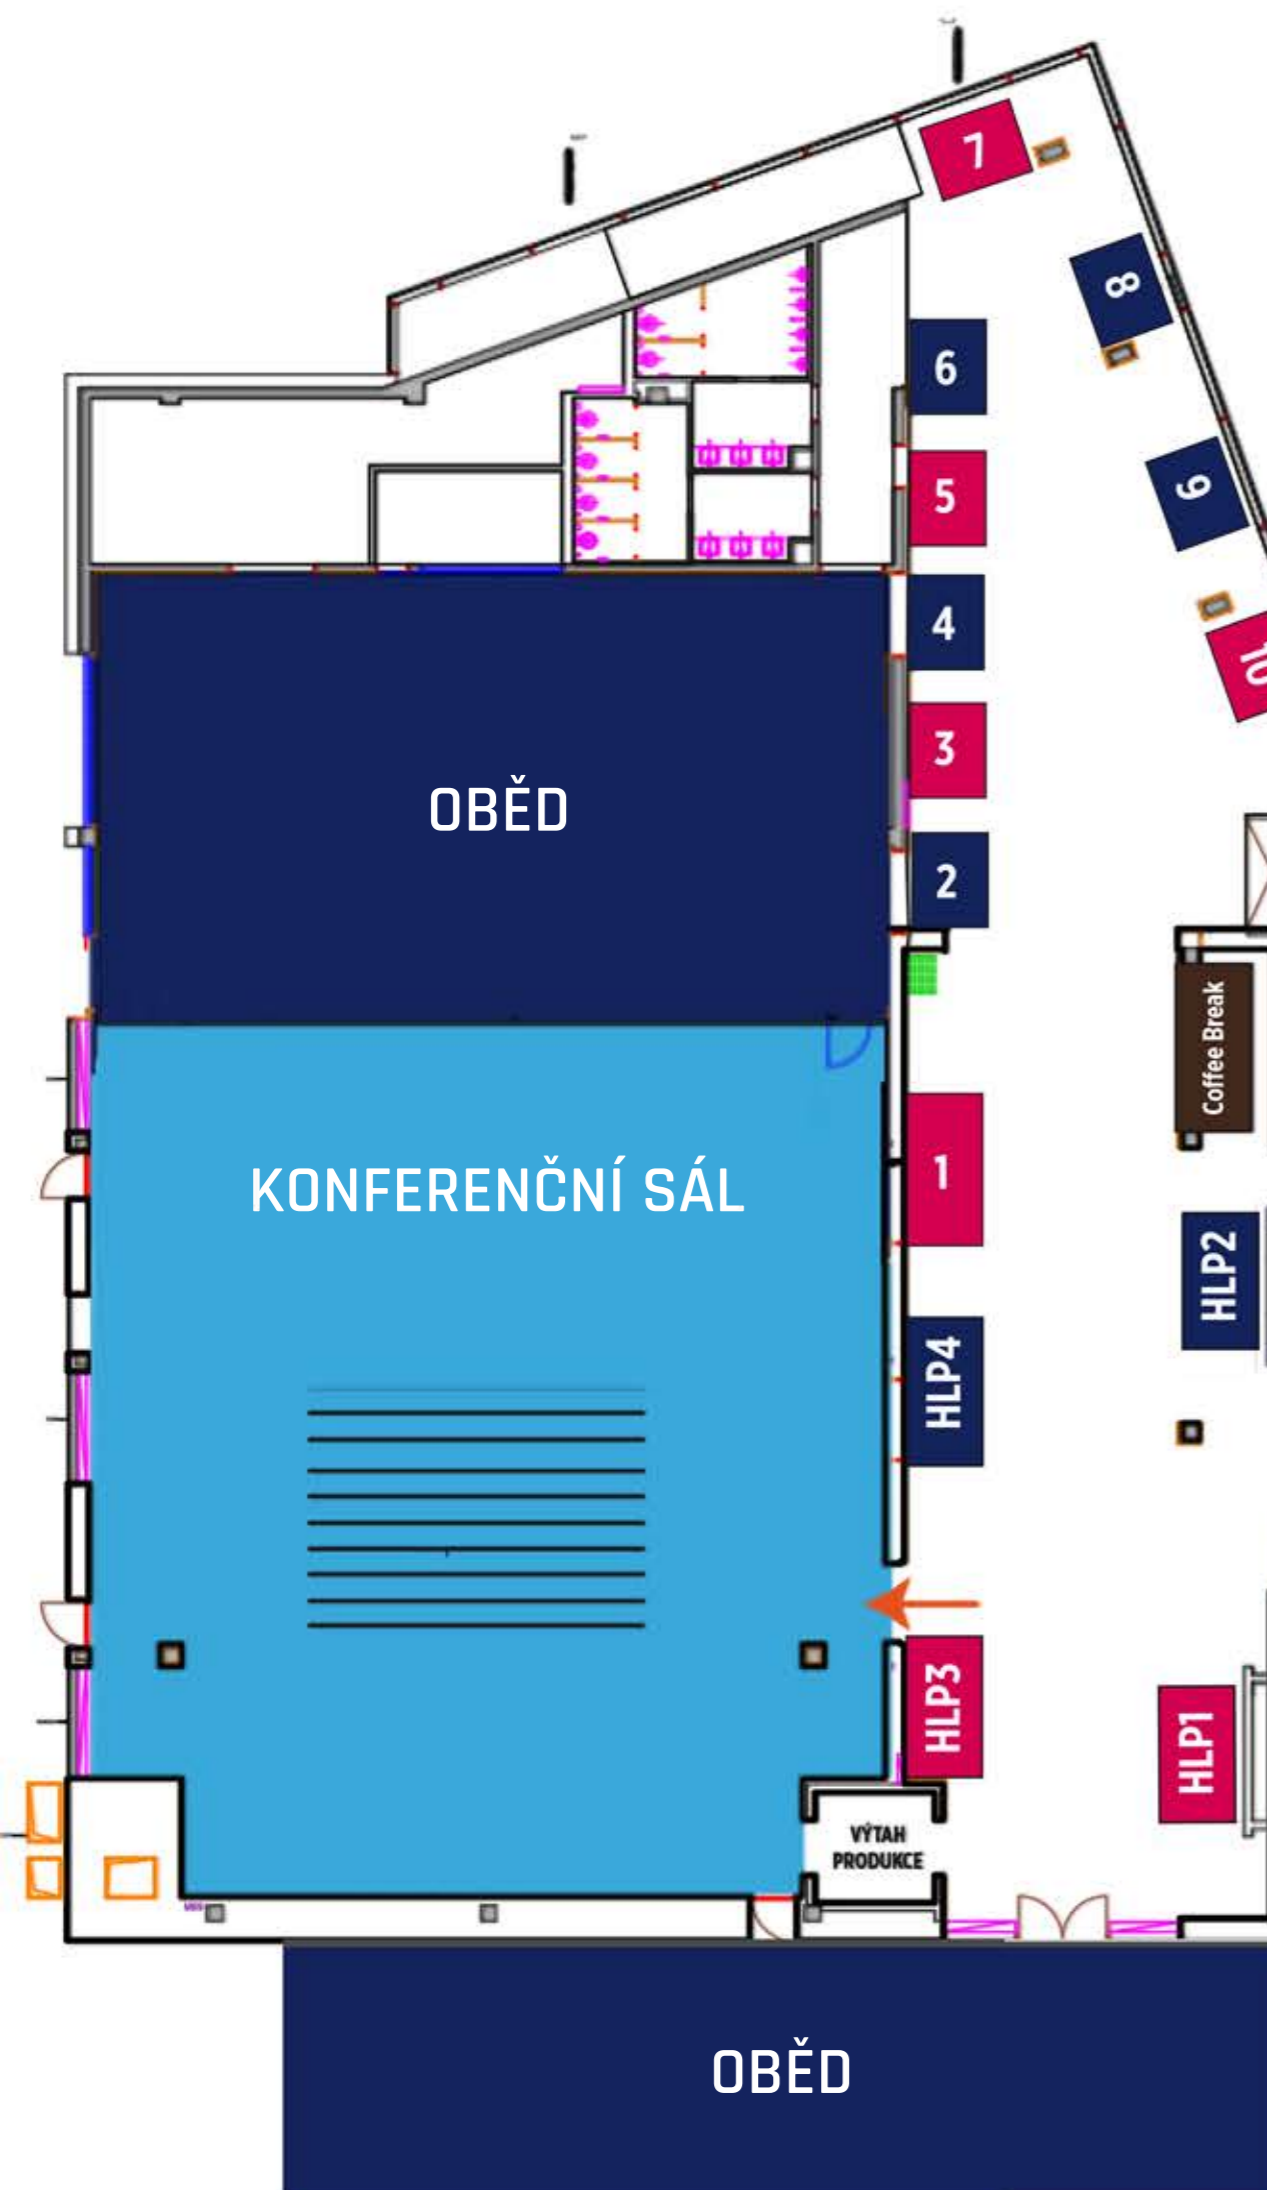 7
8
6
9
5
4
10
3
OBĚD
2
Coffee Break
1
KONFERENČNÍ SÁL
HLP2
HLP4
HLP3
HLP1
VÝTAH
PRODUKCE
OBĚD